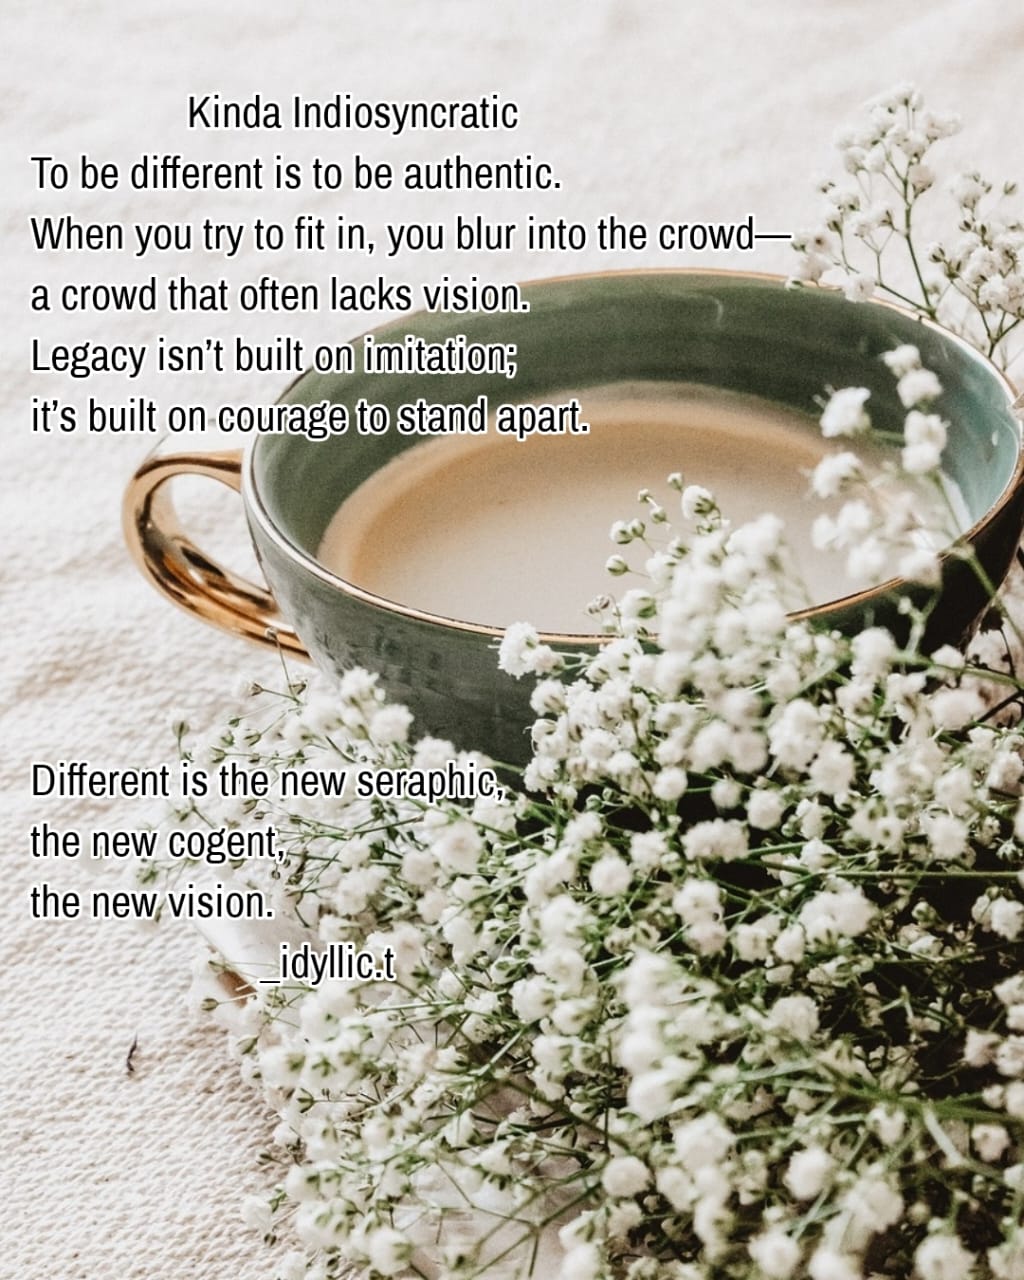 Kinda Indiosyncratic
To be different is to be authentic.
When you try to fit in, you blur into the crowd—
a crowd that often lacks vision.
Legacy isn’t built on imitation;
it’s built on courage to stand apart.
Different is the new seraphic,
the new cogent,
the new vision.
_idyllic.t